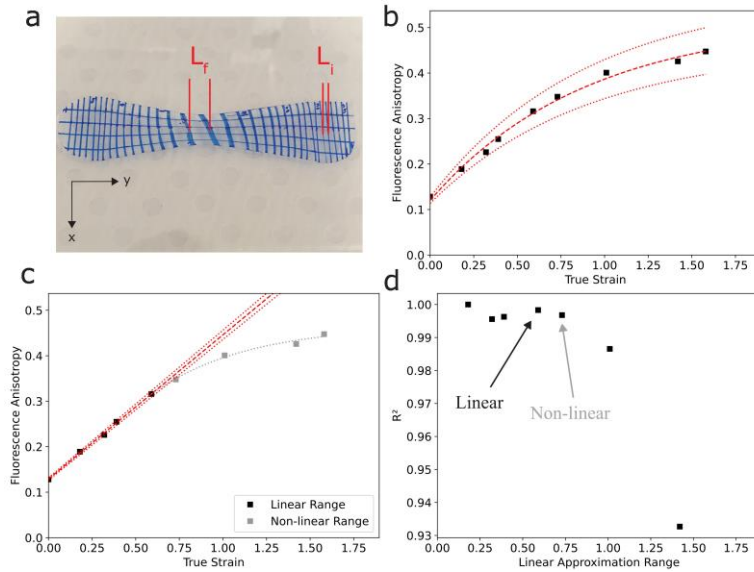 a
L_f
L_i
y
x
b
Fluorescence Anisotropy
0.5
0.4
0.3
0.2
0.1
0.0
0.00 0.25 0.50 0.75 1.00 1.25 1.50 1.75
True Strain
c
Fluorescence Anisotropy
0.5
0.4
0.3
0.2
0.1
0.0
Linear Range
Non-linear Range
0.00 0.25 0.50 0.75 1.00 1.25 1.50 1.75
True Strain
d
R²
1.00
0.99
0.98
0.97
0.96
0.95
0.94
0.93
Linear
Non-linear
0.00 0.25 0.50 0.75 1.00 1.25 1.50 1.75
Linear Approximation Range